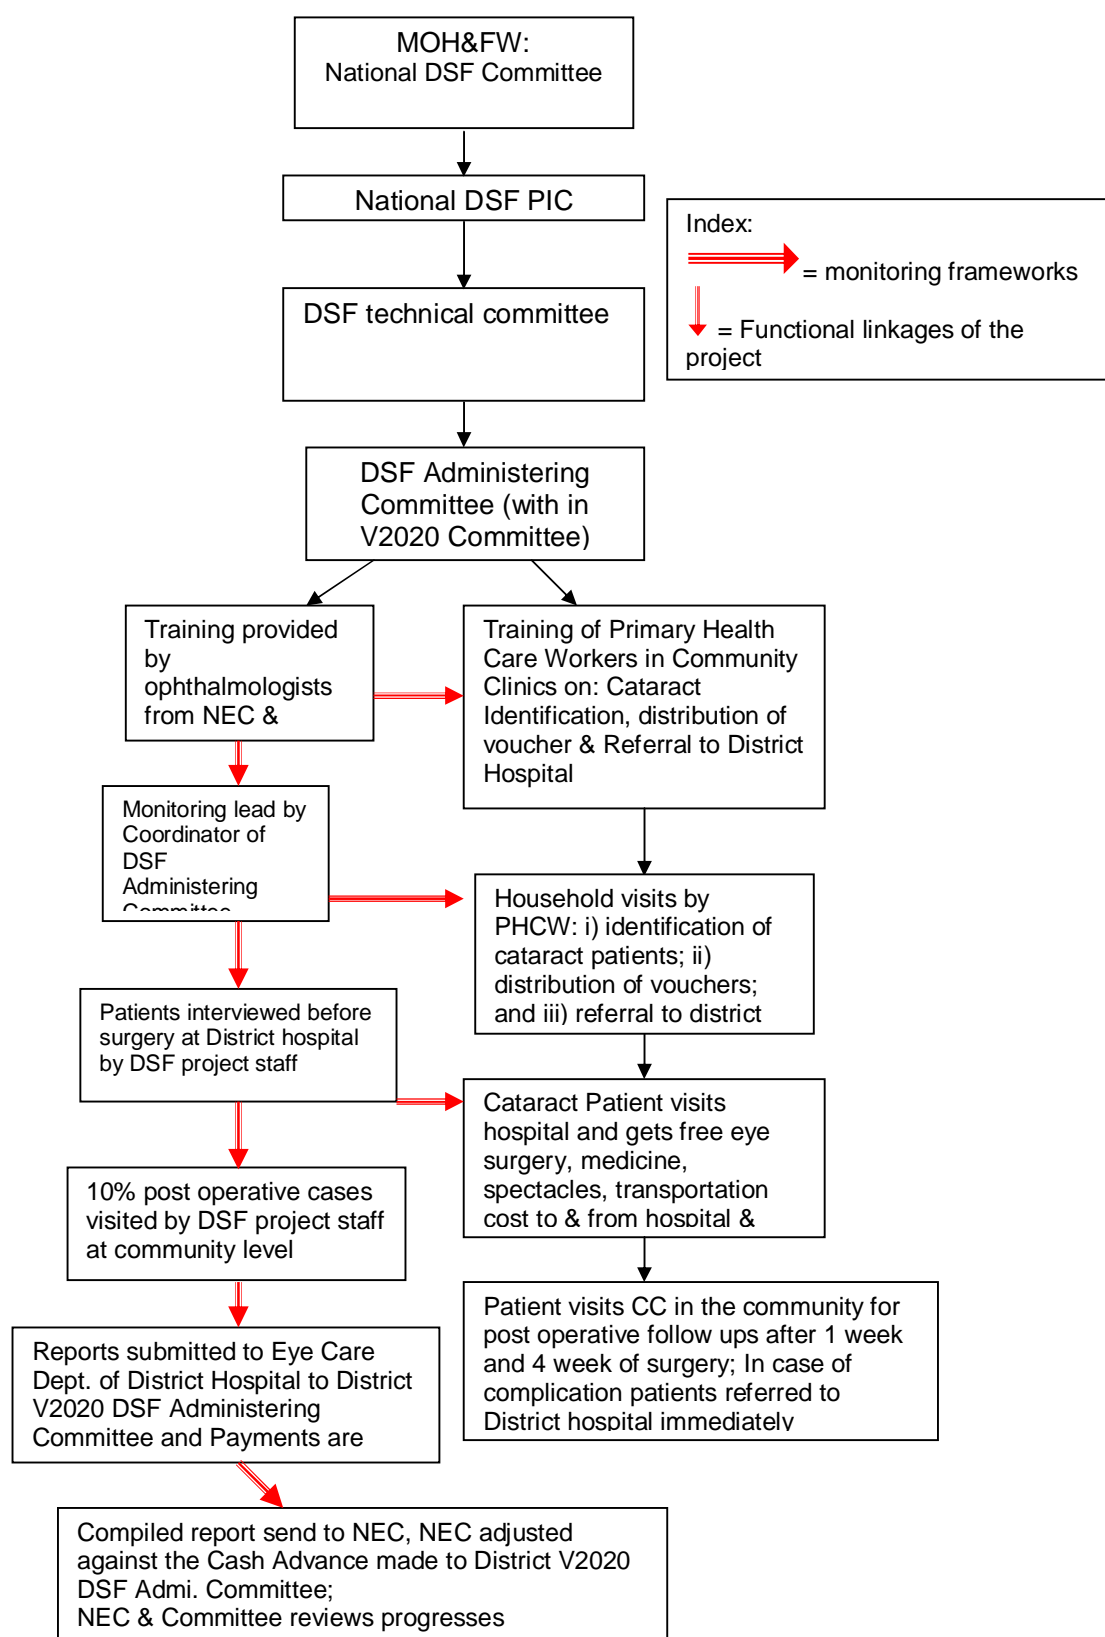 MOH&FW:
National DSF Committee
National DSF PIC
Index:
= monitoring frameworks
= Functional linkages of the
project
DSF technical committee
DSF Administering
Committee (with in
V2020 Committee)
Training provided
by
ophthalmologists
from NEC &
Training of Primary Health
Care Workers in Community
Clinics on: Cataract
Identification, distribution of
voucher & Referral to District
Hospital
Monitoring lead by
Coordinator of
DSF
Administering
Committee
Household visits by
PHCW: i) identification of
cataract patients; ii)
distribution of vouchers;
and iii) referral to district
Patients interviewed before
surgery at District hospital
by DSF project staff
Cataract Patient visits
hospital and gets free eye
surgery, medicine,
spectacles, transportation
cost to & from hospital &
10% post operative cases
visited by DSF project staff
at community level
Patient visits CC in the community for
post operative follow ups after 1 week
and 4 week of surgery; In case of
complication patients referred to
District hospital immediately
Reports submitted to Eye Care
Dept. of District Hospital to District
V2020 DSF Administering
Committee and Payments are
Compiled report send to NEC, NEC adjusted
against the Cash Advance made to District V2020
DSF Admi. Committee;
NEC & Committee reviews progresses